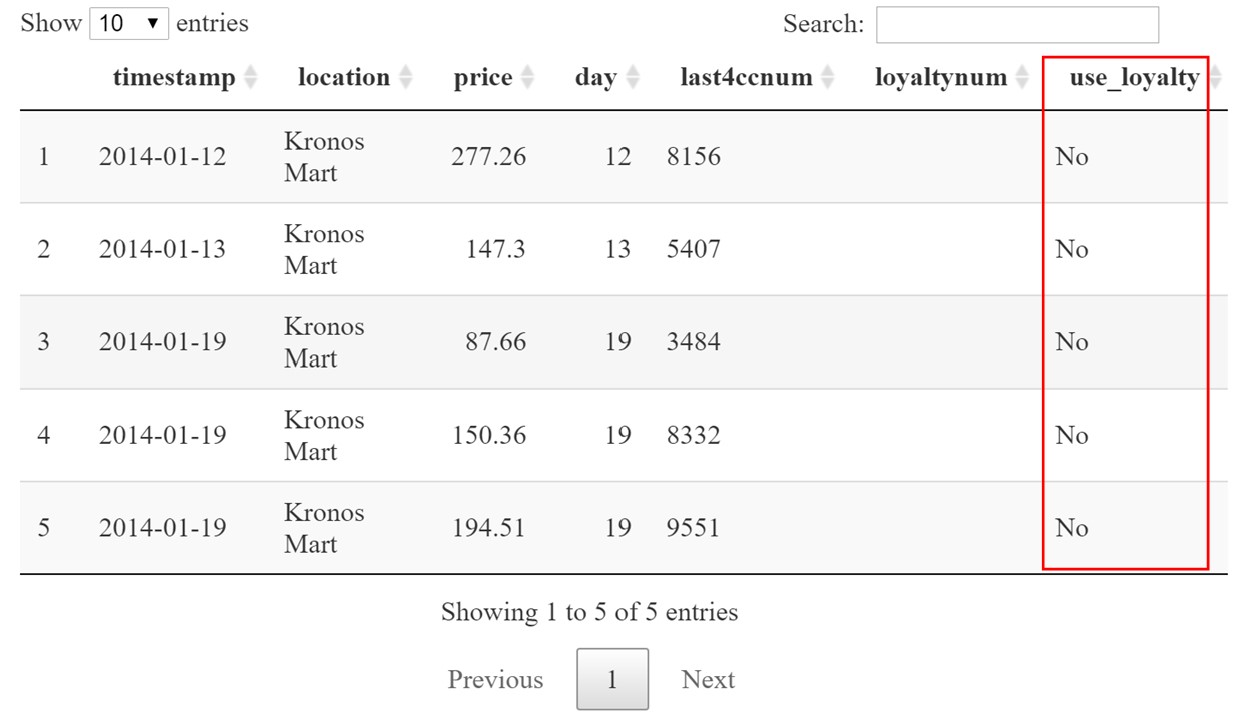 Show 10 entries Search:
timestamp location price day last4ccnum loyaltynum use_loyalty
1 2014-01-12 Kronos Mart 277.26 12 8156 No
2 2014-01-13 Kronos Mart 147.3 13 5407 No
3 2014-01-19 Kronos Mart 87.66 19 3484 No
4 2014-01-19 Kronos Mart 150.36 19 8332 No
5 2014-01-19 Kronos Mart 194.51 19 9551 No
Showing 1 to 5 of 5 entries
Previous 1 Next